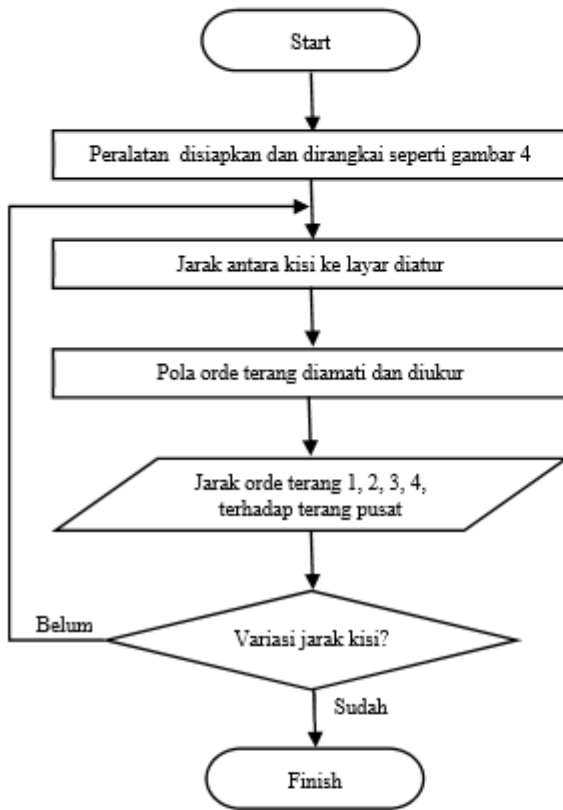 Start
Peralatan disiapkan dan dirangkai seperti gambar 4
Jarak antara kisi ke layar diatur
Pola orde terang diamati dan diukur
Jarak orde terang 1, 2, 3, 4,
terhadap terang pusat
Belum
Variasi jarak kisi?
Sudah
Finish